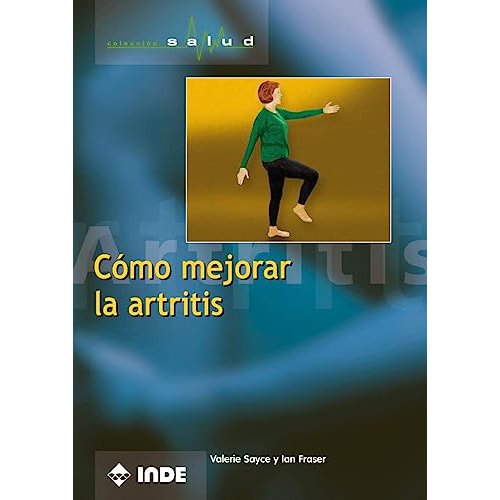 colección salud
Artritis
Cómo mejorar
la artritis
Valerie Sayce y Ian Fraser
INDE